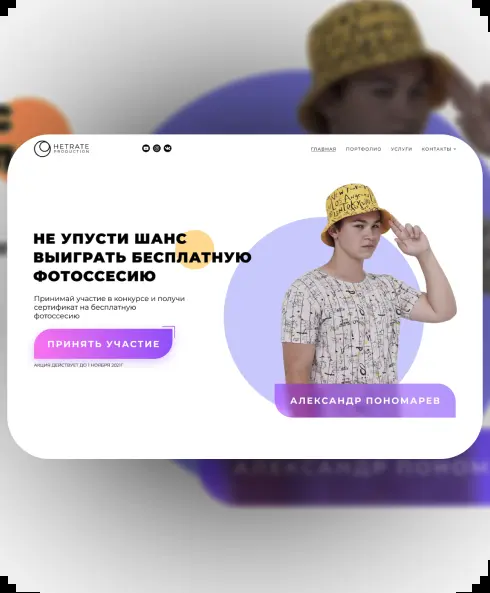 HETRATE
PRODUCTION
ГЛАВНАЯ
ПОРТФОЛИО
УСЛУГИ
КОНТАКТЫ
НЕ УПУСТИ ШАНС
ВЫИГРАТЬ БЕСПЛАТНУЮ
ФОТОССЕСИЮ
Принимай участие в конкурсе и получи
сертификат на бесплатную
фотоссесию
ПРИНЯТЬ УЧАСТИЕ
АКЦИЯ ДЕЙСТВУЕТ ДО 1 НОЯБРЯ 2021Г
АЛЕКСАНДР ПОНОМАРЕВ
АЛЕКСАНДР ПОНОМ